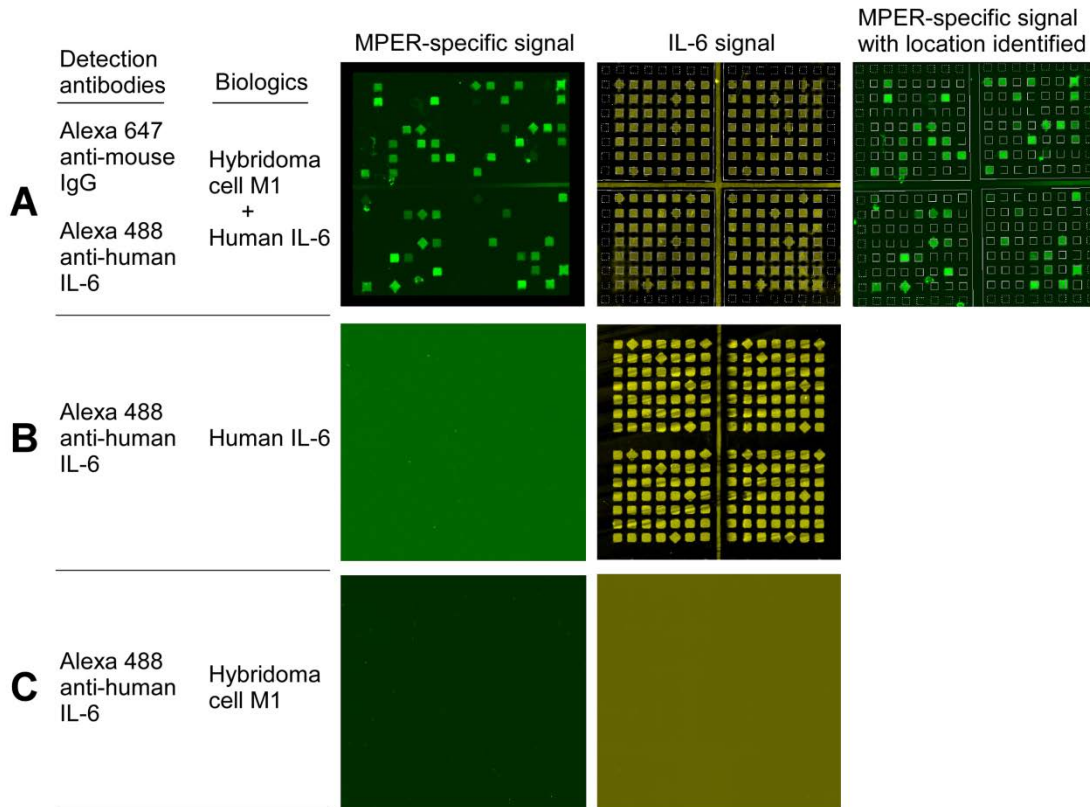 MPER-specific signal
IL-6 signal
MPER-specific signal
with location identified
Detection
antibodies
Biologics
A
Alexa 647
anti-mouse
IgG
Alexa 488
anti-human
IL-6
Hybridoma
cell M1
+
Human IL-6
B
Alexa 488
anti-human
IL-6
Human IL-6
C
Alexa 488
anti-human
IL-6
Hybridoma
cell M1